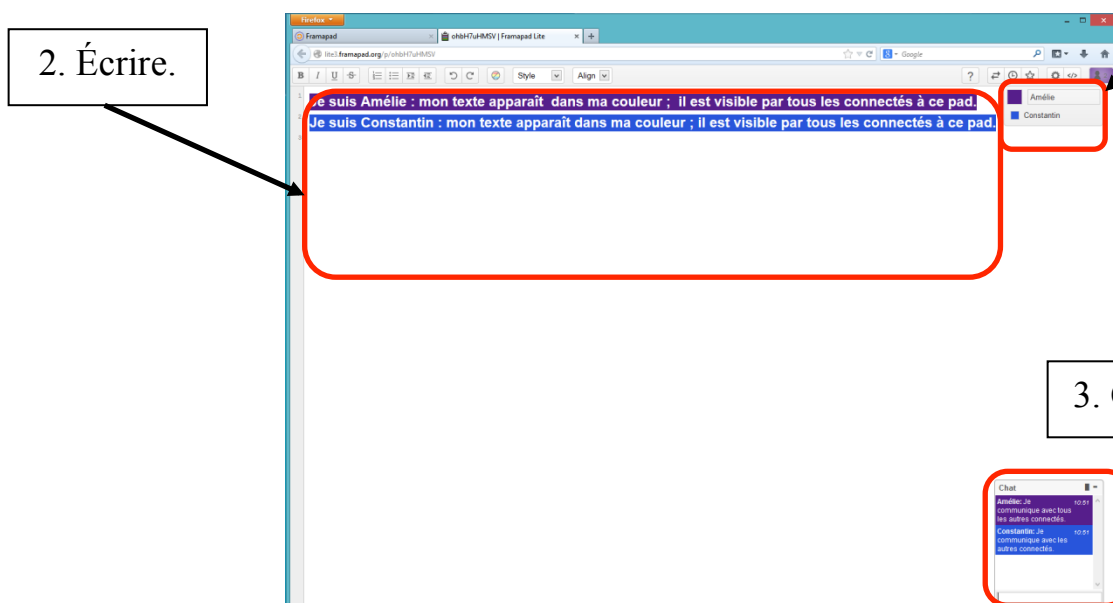 Firefox
Framapad
ohbH7uHMSV | Framapad Lite
lite3.framapad.org/p/ohbH7uHMSV
Google
B I U S
Style
Align
?
2. Écrire.
1
Je suis Amélie : mon texte apparaît dans ma couleur ; il est visible par tous les connectés à ce pad.
2
Je suis Constantin : mon texte apparaît dans ma couleur ; il est visible par tous les connectés à ce pad.
3
Amélie
Constantin
3.
Chat
Amélie: Je 10:51
communique avec tous
les autres connectés.
Constantin: Je 10:51
communique avec les
autres connectés.